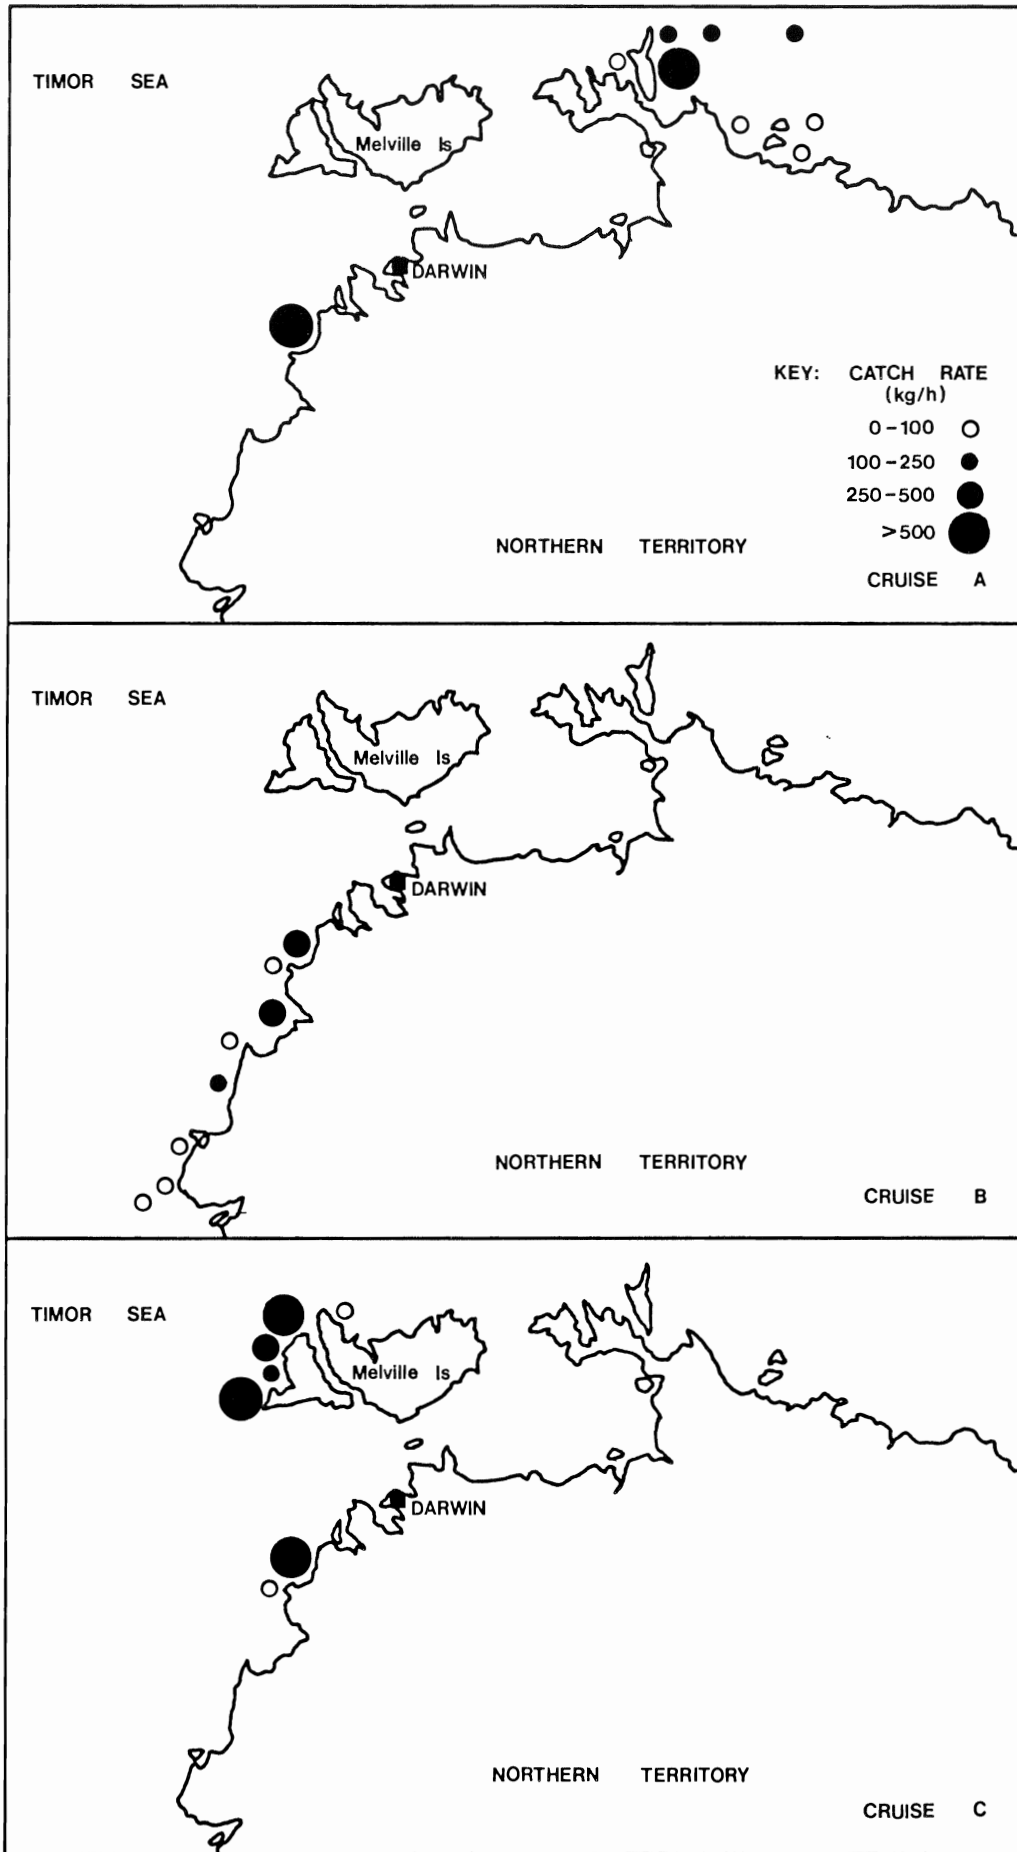 TIMOR SEA
Melville Is
DARWIN
KEY: CATCH RATE
(kg/h)
0-100
100-250
250-500
>500
NORTHERN TERRITORY
CRUISE A
TIMOR SEA
Melville Is
DARWIN
NORTHERN TERRITORY
CRUISE B
TIMOR SEA
Melville Is
DARWIN
NORTHERN TERRITORY
CRUISE C